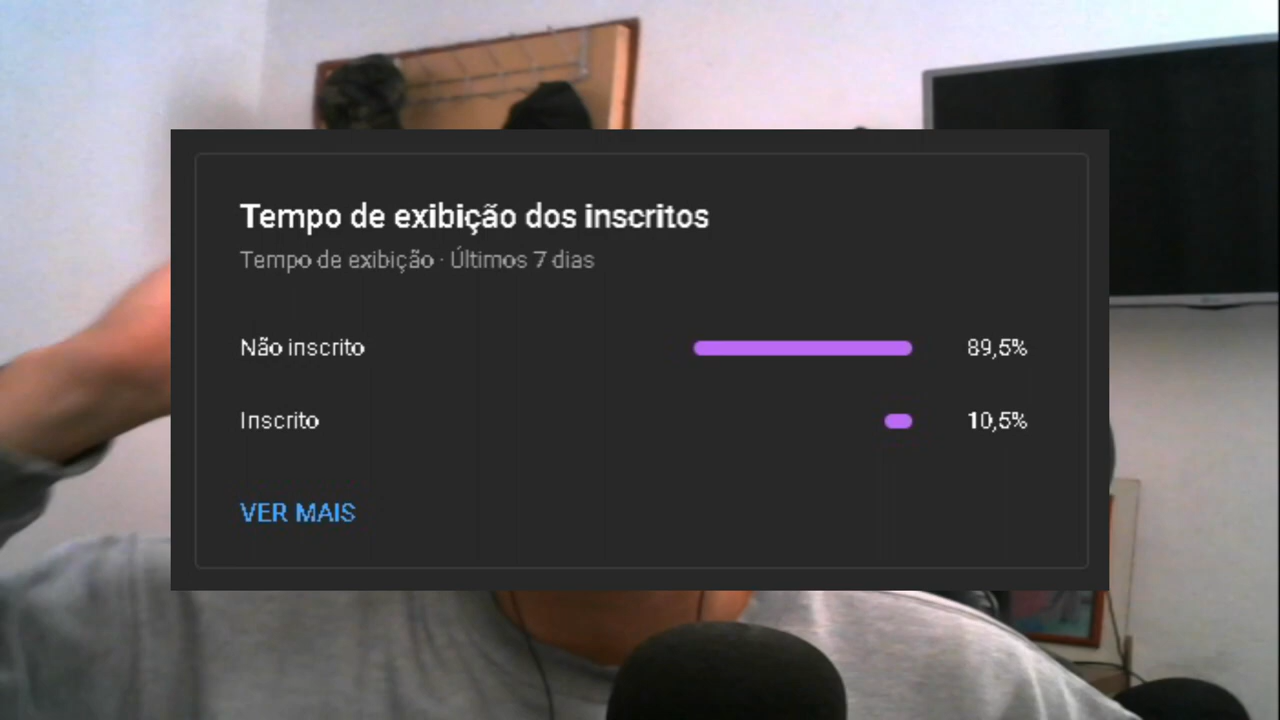 Tempo de exibição dos inscritos
Tempo de exibição · Últimos 7 dias
Não inscrito 89,5%
Inscrito 10,5%
VER MAIS